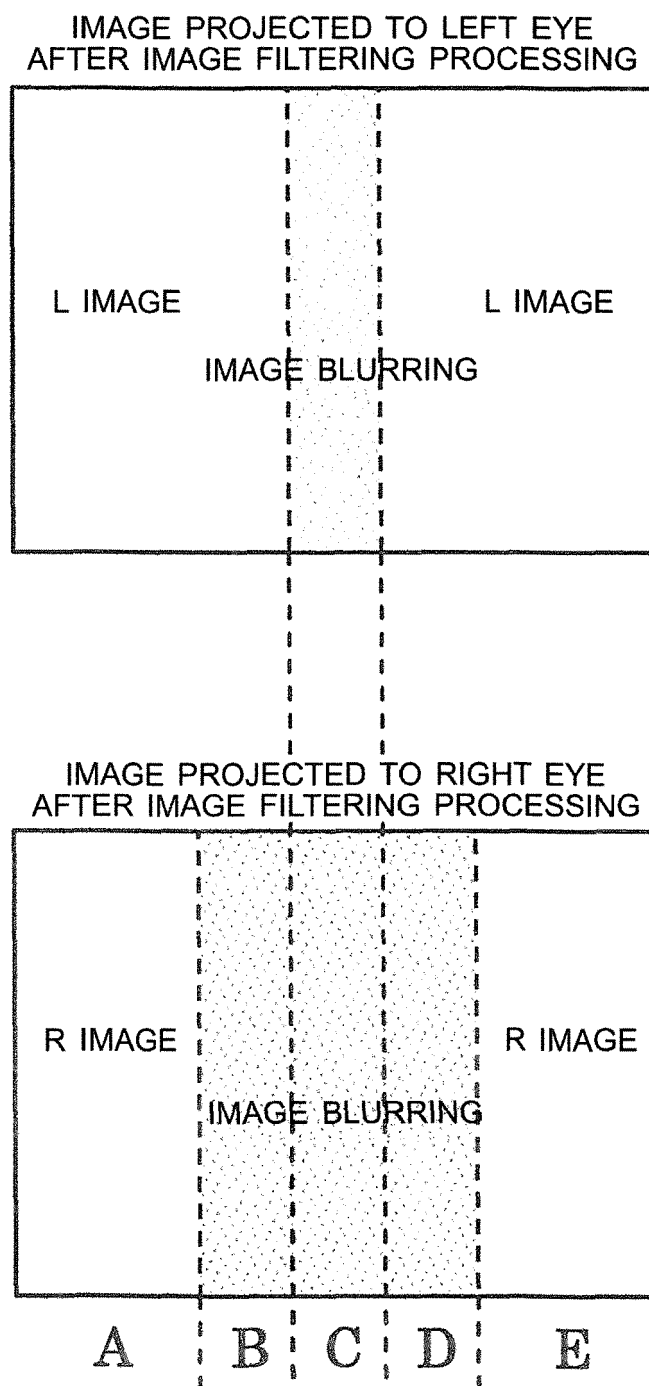 IMAGE PROJECTED TO LEFT EYE
AFTER IMAGE FILTERING PROCESSING
L IMAGE L IMAGE
IMAGE BLURRING
IMAGE PROJECTED TO RIGHT EYE
AFTER IMAGE FILTERING PROCESSING
R IMAGE R IMAGE
IMAGE BLURRING
A B C D E